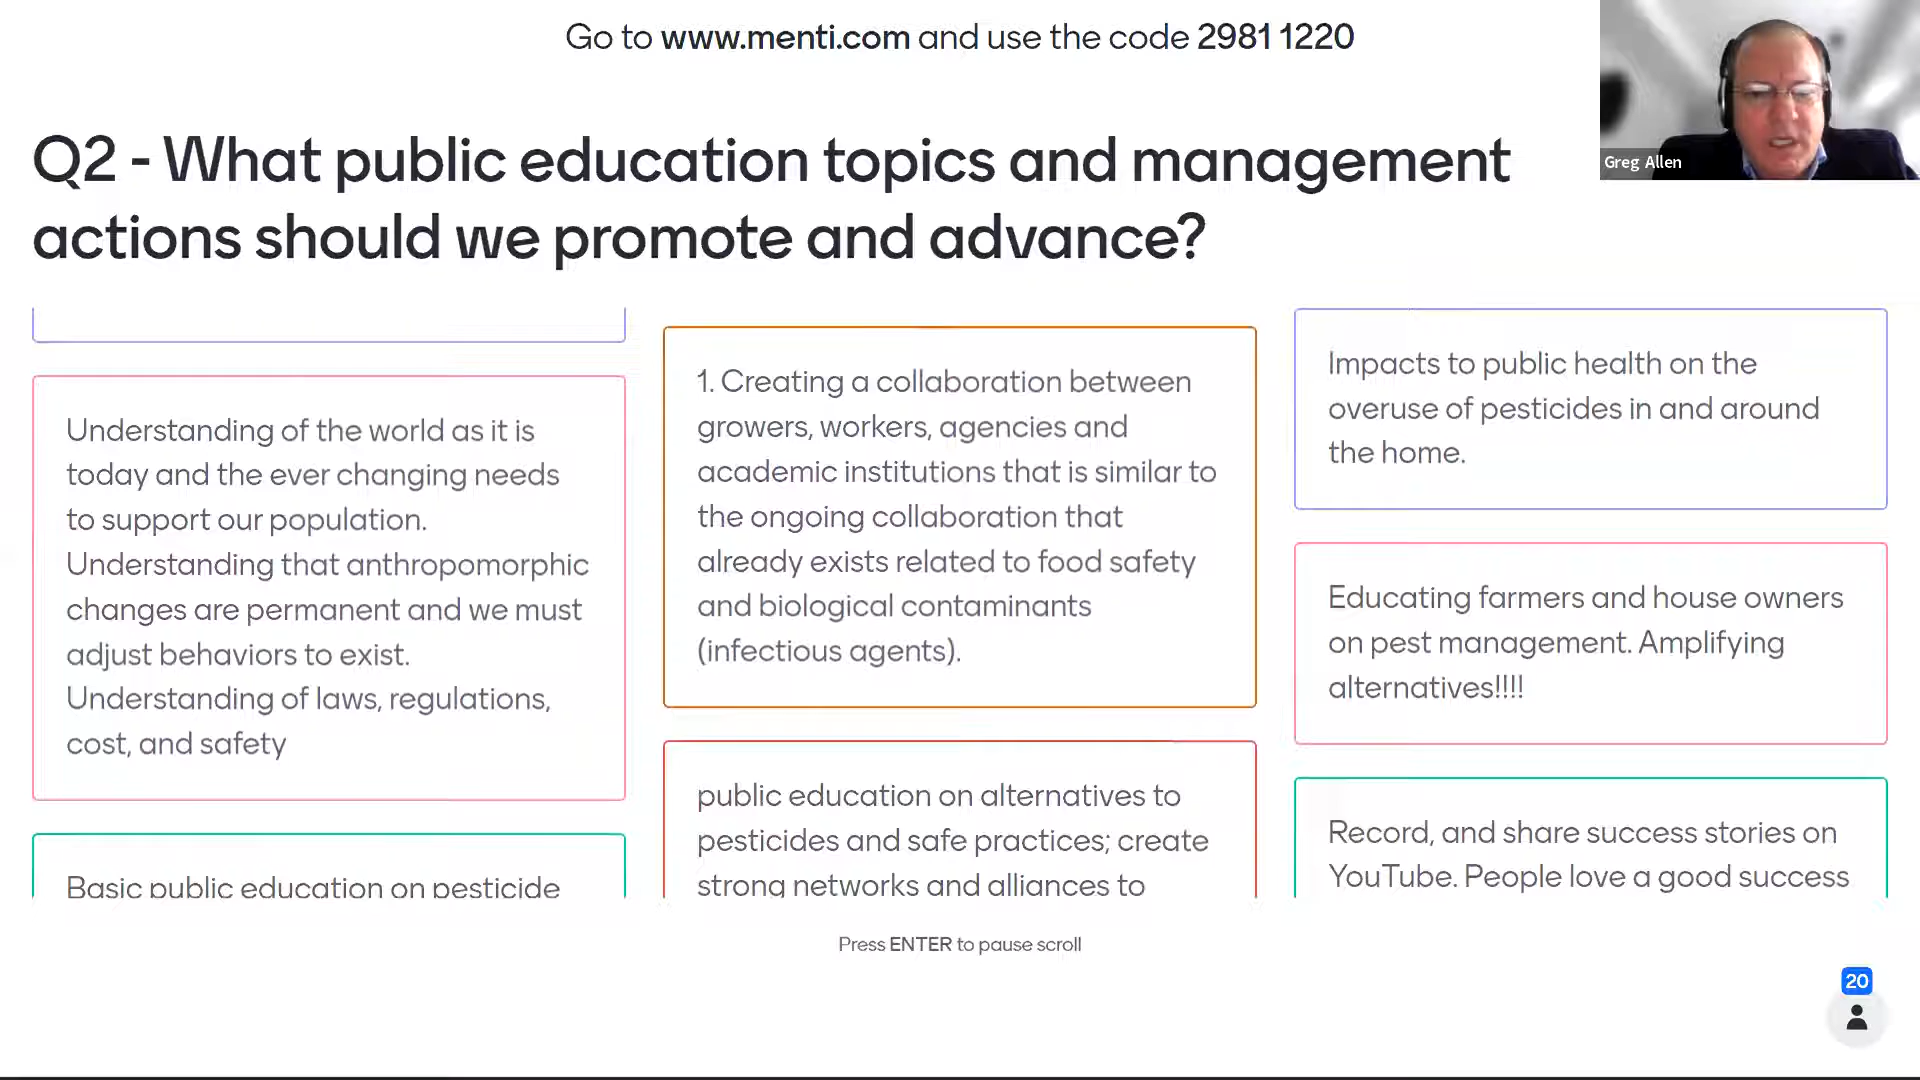 Go to www.menti.com and use the code 2981 1220
Greg Allen
Q2 - What public education topics and management
actions should we promote and advance?
Understanding of the world as it is
today and the ever changing needs
to support our population.
Understanding that anthropomorphic
changes are permanent and we must
adjust behaviors to exist.
Understanding of laws, regulations,
cost, and safety
Basic public education on pesticide
1. Creating a collaboration between
growers, workers, agencies and
academic institutions that is similar to
the ongoing collaboration that
already exists related to food safety
and biological contaminants
(infectious agents).
public education on alternatives to
pesticides and safe practices; create
strong networks and alliances to
Impacts to public health on the
overuse of pesticides in and around
the home.
Educating farmers and house owners
on pest management. Amplifying
alternatives!!!!
Record, and share success stories on
YouTube. People love a good success
Press ENTER to pause scroll
20